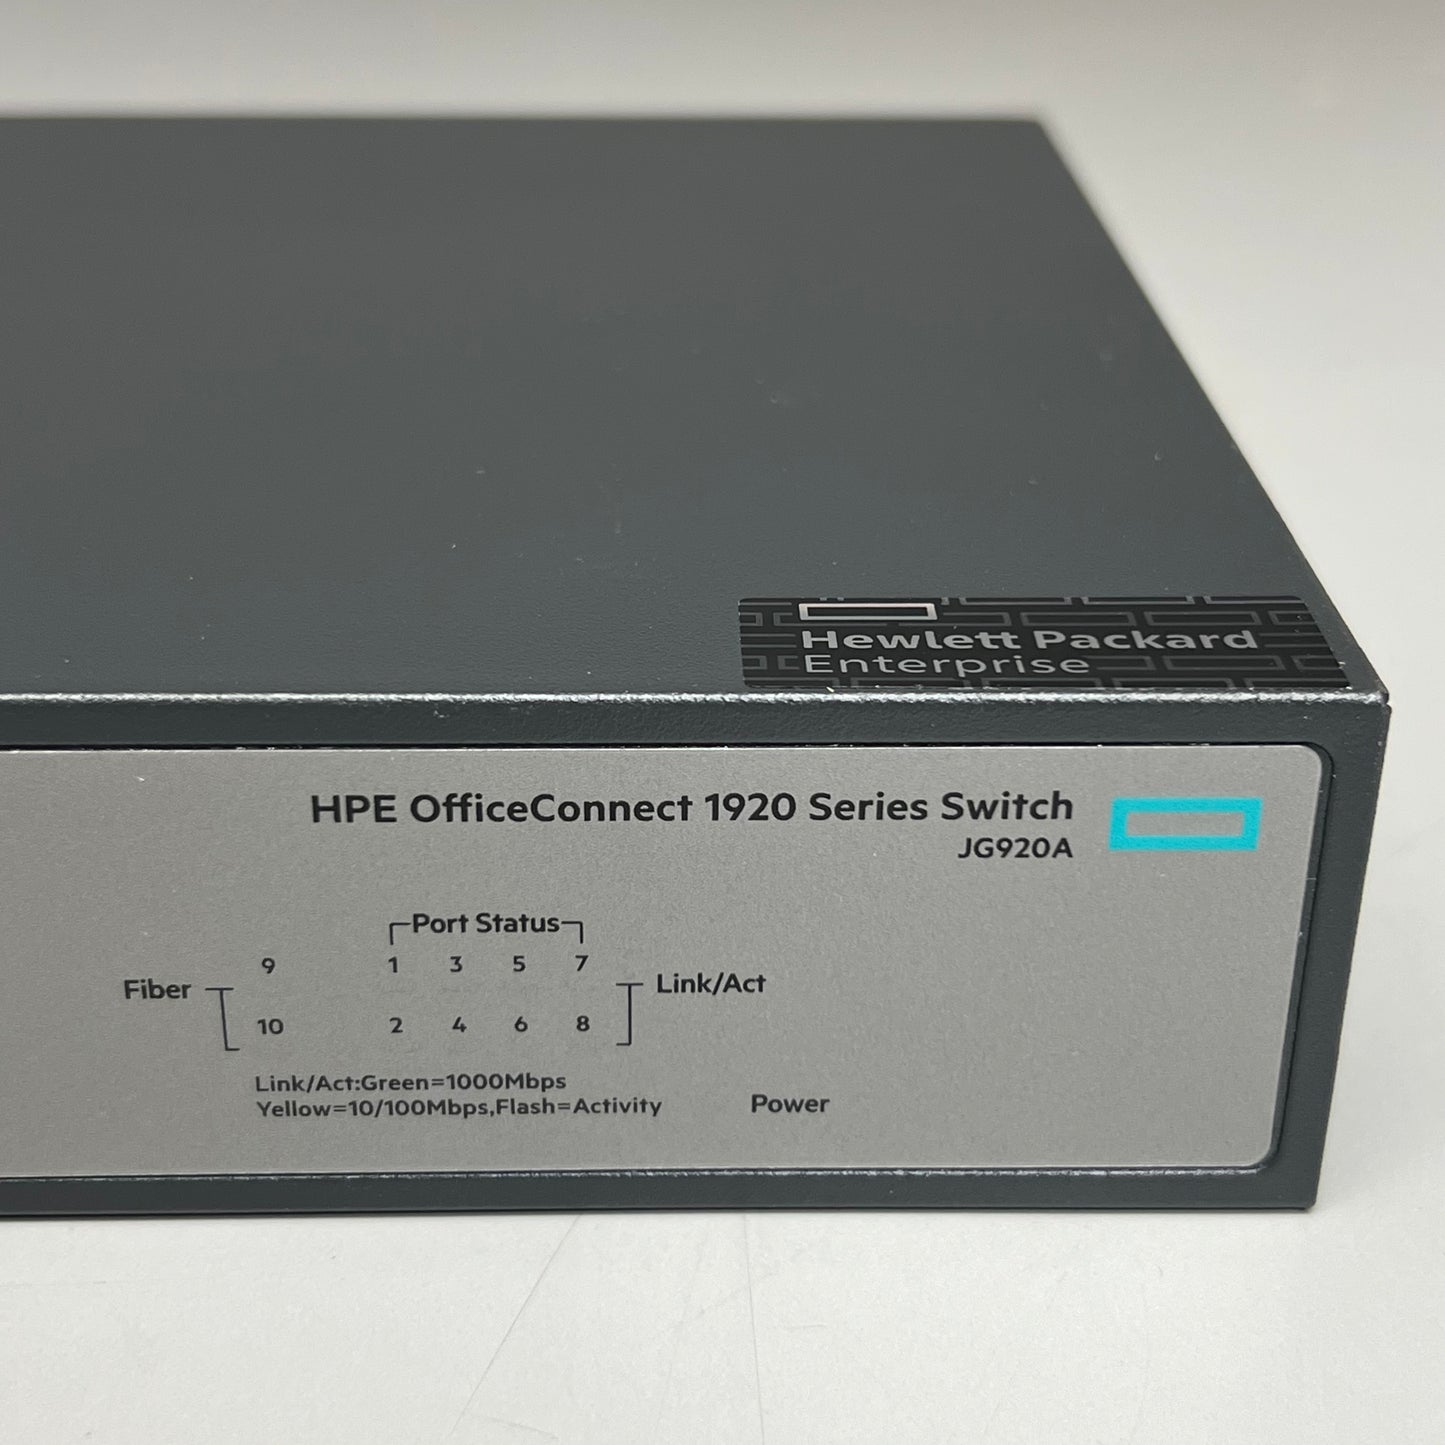 Hewlett Packard
Enterprise
HPE OfficeConnect 1920 Series Switch
JG920A
Port Status
9 1 3 5 7
Fiber Link/Act
10 2 4 6 8
Link/Act:Green=1000Mbps
Yellow=10/100Mbps,Flash=Activity
Power